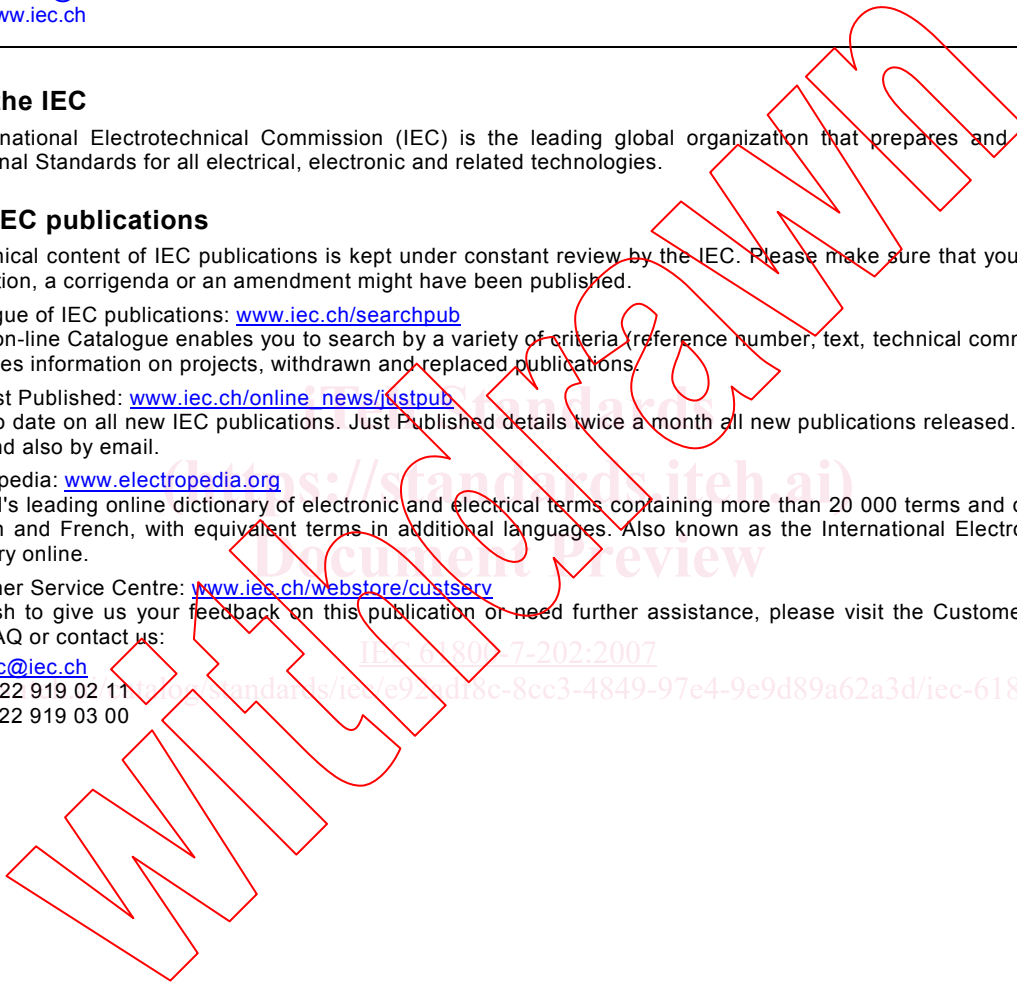 ww.iec.ch
the IEC
national Electrotechnical Commission (IEC) is the leading global organization that prepares and
nal Standards for all electrical, electronic and related technologies.
EC publications
nical content of IEC publications is kept under constant review by the IEC. Please make sure that you
tion, a corrigenda or an amendment might have been published.
gue of IEC publications: www.iec.ch/searchpub
on-line Catalogue enables you to search by a variety of criteria (reference number, text, technical comm
es information on projects, withdrawn and replaced publications.
iTeh Standards
st Published: www.iec.ch/online_news/justpub
o date on all new IEC publications. Just Published details twice a month all new publications released.
nd also by email.
(https://standards.iteh.ai)
pedia: www.electropedia.org
l's leading online dictionary of electronic and electrical terms containing more than 20 000 terms and
n and French, with equivalent terms in additional languages. Also known as the International Electro
ry online.
Document Preview
er Service Centre: www.iec.ch/webstore/custserv
sh to give us your feedback on this publication or need further assistance, please visit the Custome
AQ or contact us:
IEC 61800-7-202:2007
c@iec.ch
22 919 02 11
/standards/iec/e92adf8c-8cc3-4849-97e4-9e9d89a62a3d/iec-618
22 919 03 00
withdrawn